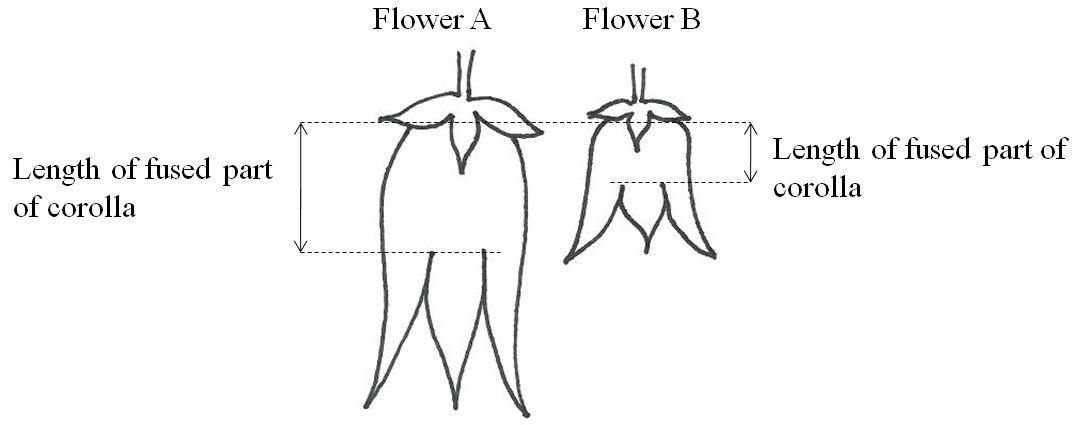 Flower A
Flower B
Length of fused part
of corolla
Length of fused part of
corolla